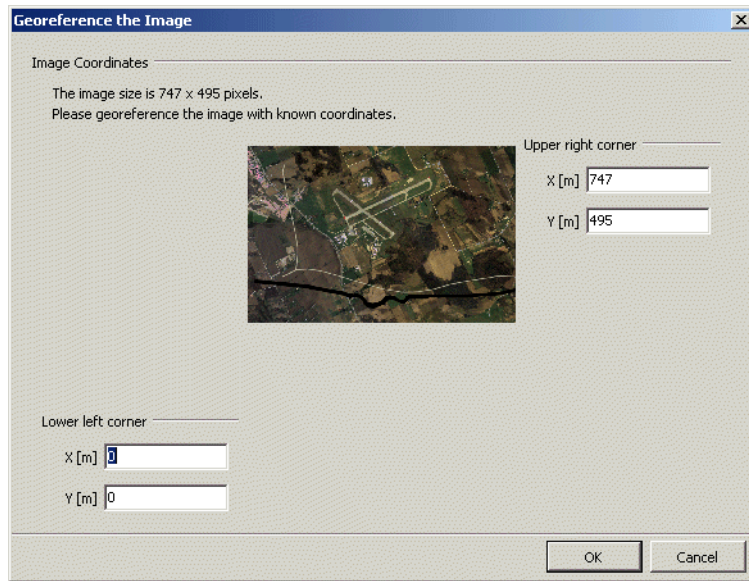 Georeference the Image
Image Coordinates
The image size is 747 x 495 pixels.
Please georeference the image with known coordinates.
Upper right corner
X [m] 747
Y [m] 495
Lower left corner
X [m] 0
Y [m] 0
OK Cancel